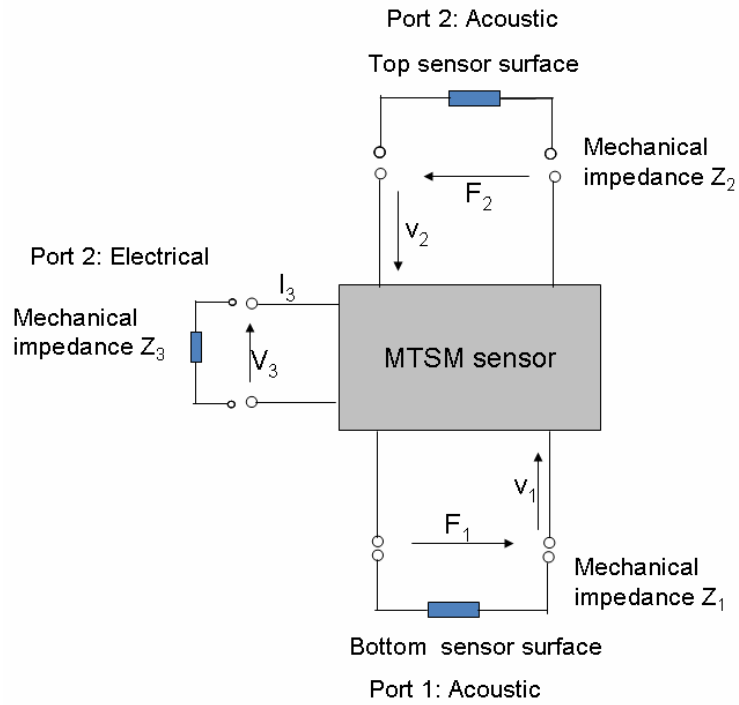 Port 2: Acoustic
Top sensor surface
Mechanical
impedance Z₂
F₂
v₂
Port 2: Electrical
I₃
Mechanical
impedance Z₃
V₃
MTSM sensor
v₁
F₁
Mechanical
impedance Z₁
Bottom sensor surface
Port 1: Acoustic